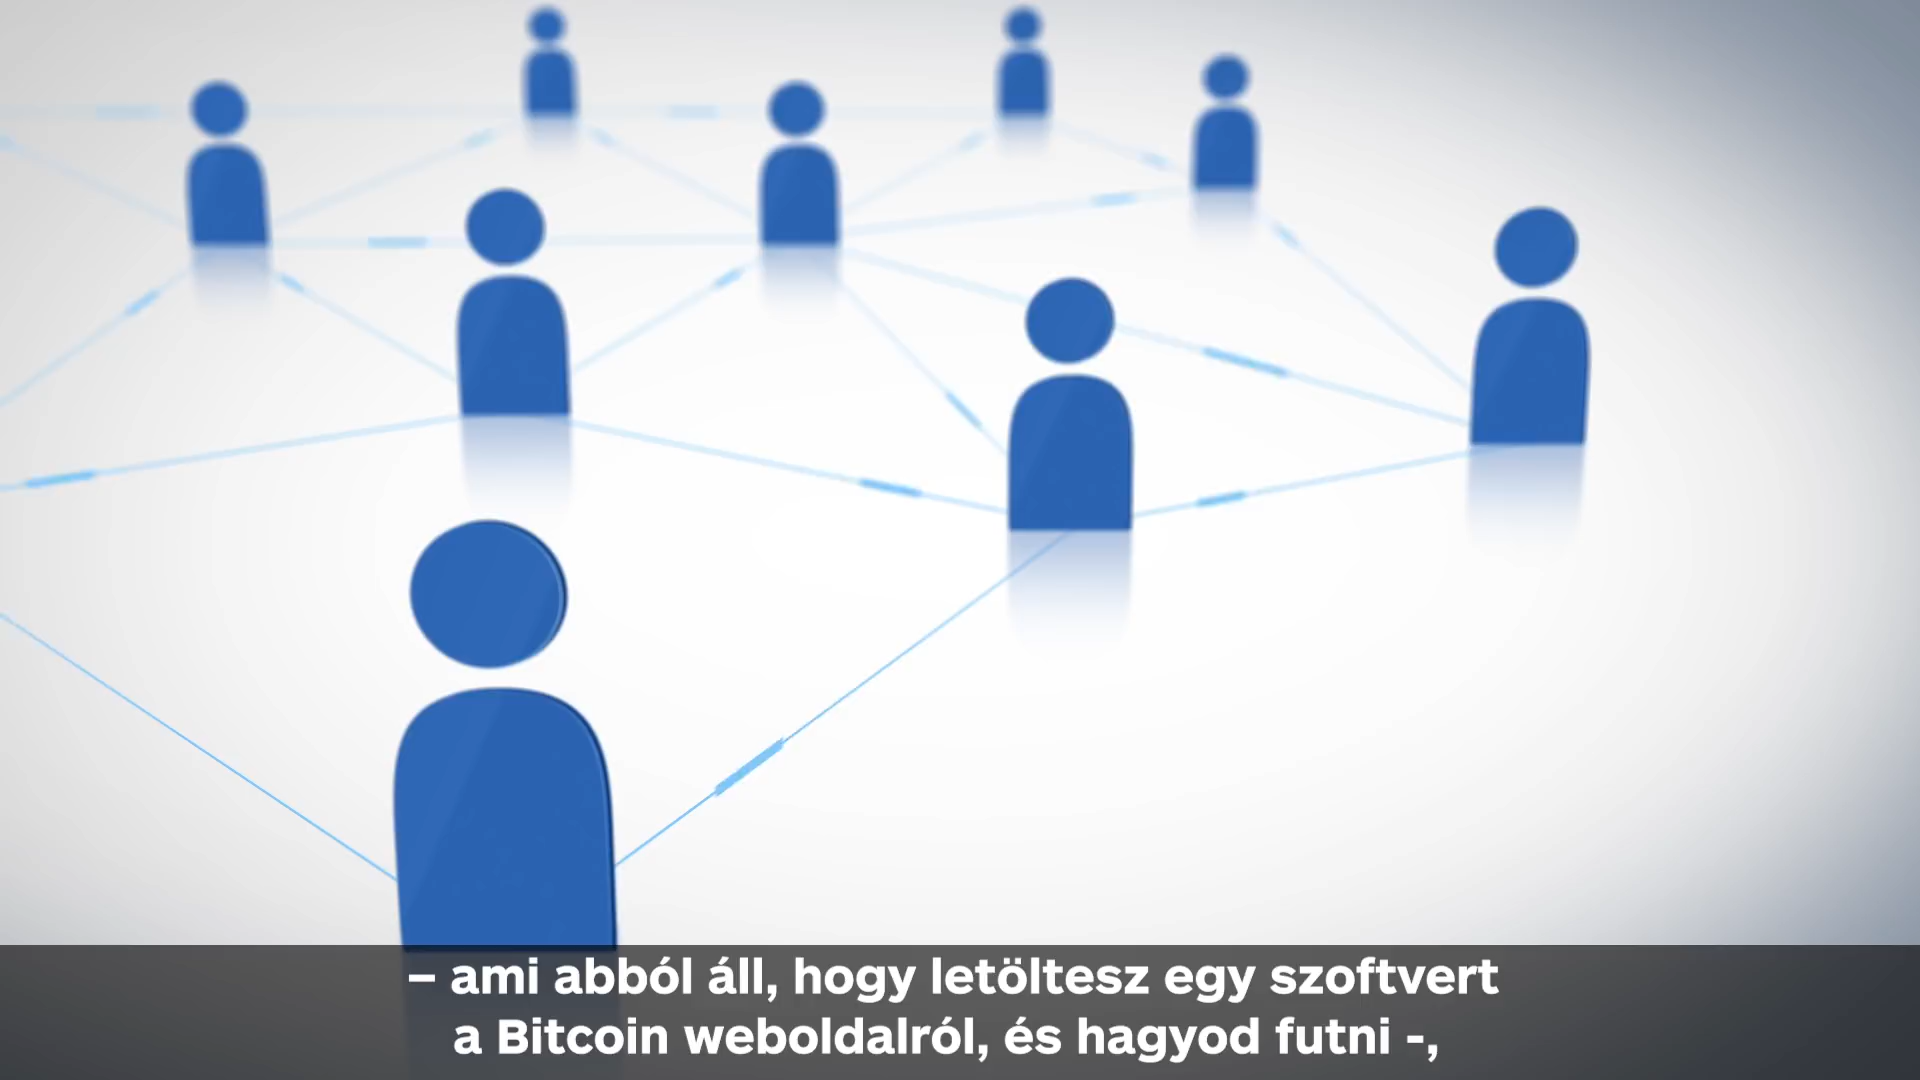 – ami abból áll, hogy letöltesz egy szoftvert
a Bitcoin weboldalról, és hagyod futni -,